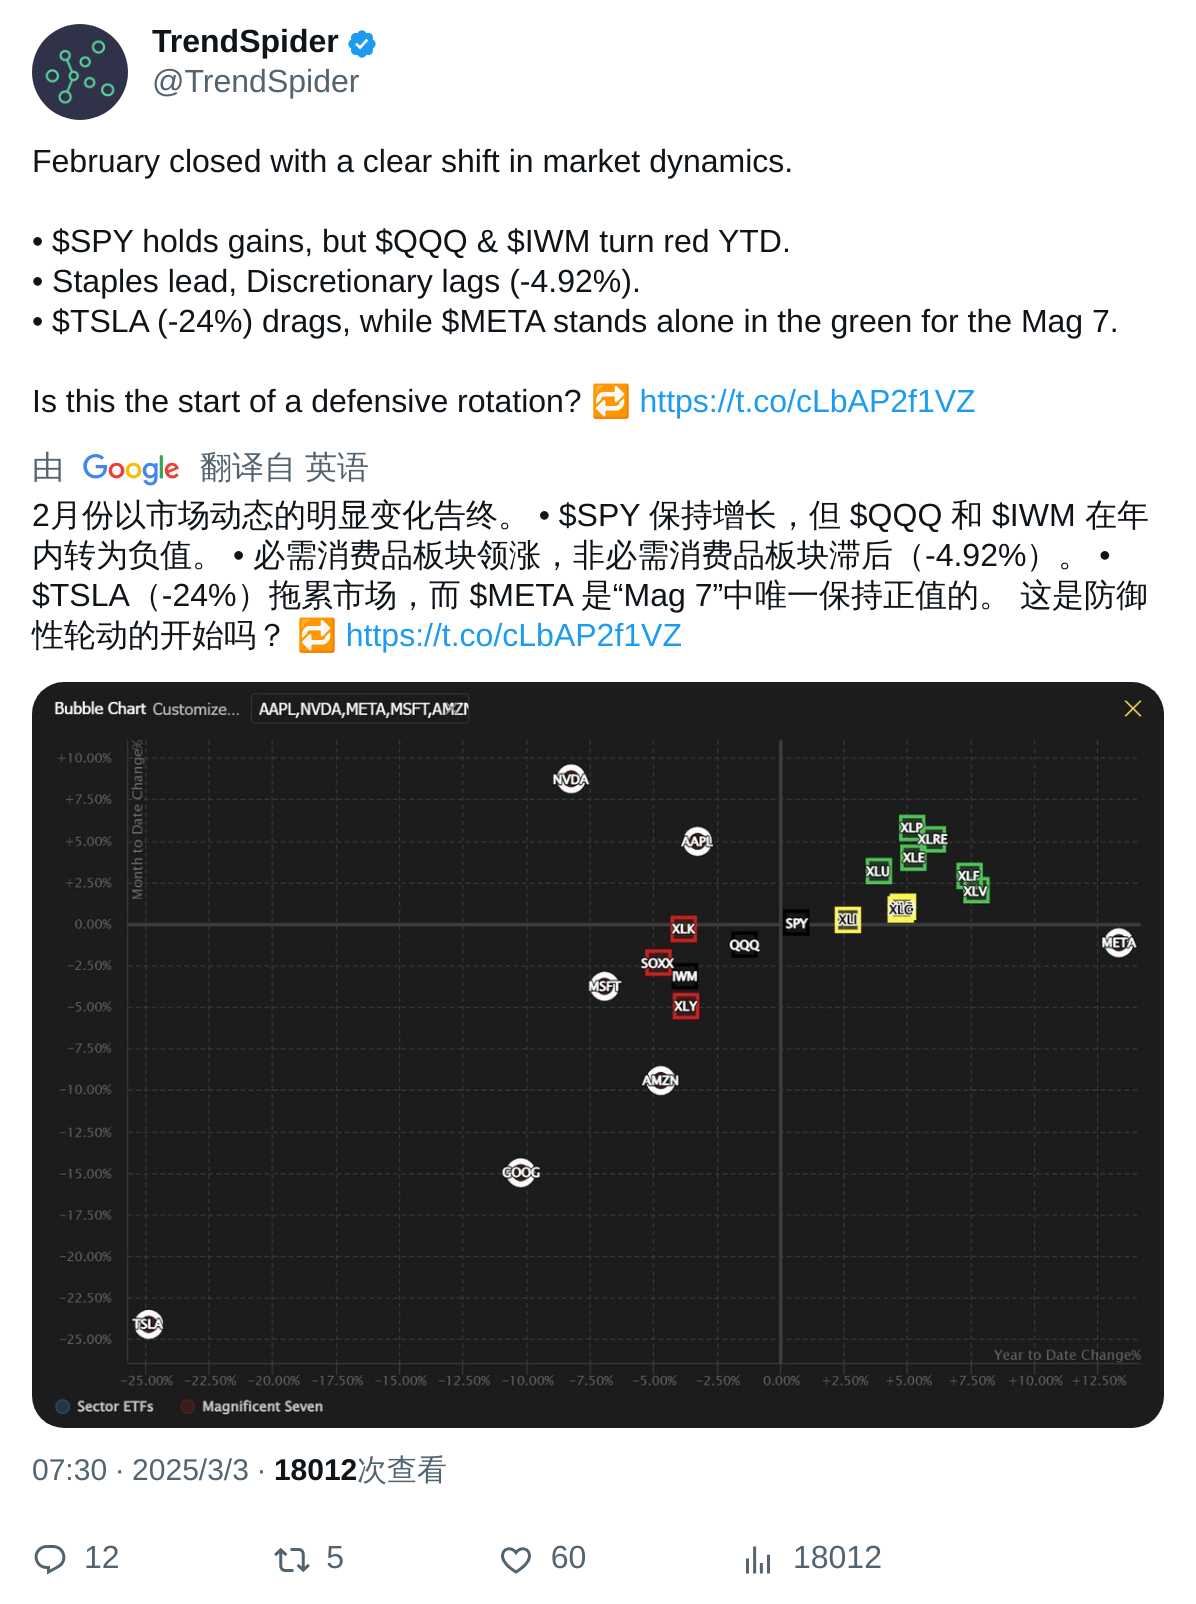 TrendSpider
@TrendSpider
February closed with a clear shift in market dynamics.
• $SPY holds gains, but $QQQ & $IWM turn red YTD.
• Staples lead, Discretionary lags (-4.92%).
• $TSLA (-24%) drags, while $META stands alone in the green for the Mag 7.
Is this the start of a defensive rotation? 🔁 https://t.co/cLbAP2f1VZ
由 Google 翻译自 英语
2月份以市场动态的明显变化告终。 • $SPY 保持增长，但 $QQQ 和 $IWM 在年
内转为负值。 • 必需消费品板块领涨，非必需消费品板块滞后（-4.92%）。 •
$TSLA（-24%）拖累市场，而 $META 是“Mag 7”中唯一保持正值的。 这是防御
性轮动的开始吗？ 🔁 https://t.co/cLbAP2f1VZ
Bubble Chart Customize... AAPL,NVDA,META,MSFT,AMZN
Month to Date Change%
+10.00%
+7.50%
+5.00%
+2.50%
0.00%
-2.50%
-5.00%
-7.50%
-10.00%
-12.50%
-15.00%
-17.50%
-20.00%
-22.50%
-25.00%
NVDA
AAPL
XLP
XLRE
XLE
XLU
XLF
XLV
XLC
XLI
SPY
XLK
QQQ
META
SOXX
IWM
MSFT
XLY
AMZN
GOOG
TSLA
Year to Date Change%
-25.00% -22.50% -20.00% -17.50% -15.00% -12.50% -10.00% -7.50% -5.00% -2.50% 0.00% +2.50% +5.00% +7.50% +10.00% +12.50%
Sector ETFs Magnificent Seven
07:30 · 2025/3/3 · 18012次查看
12 5 60 18012